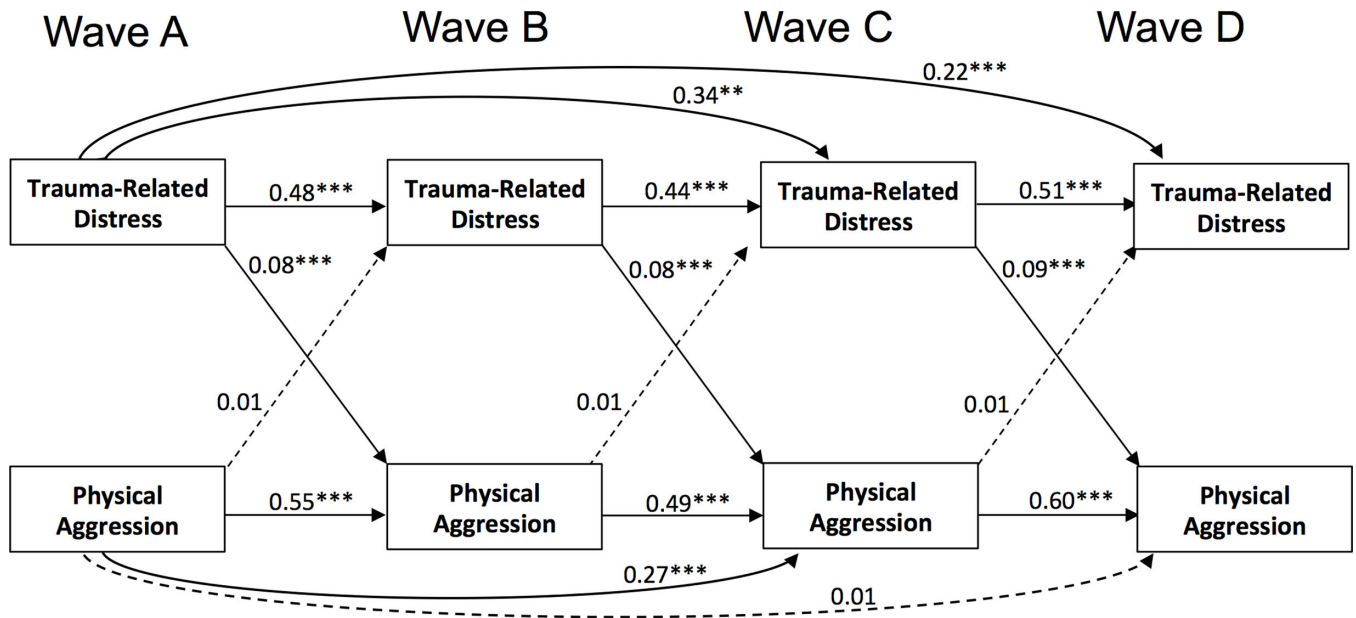 Wave A
Wave B
Wave C
Wave D
0.22***
0.34**
Trauma-Related
Distress
0.48***
Trauma-Related
Distress
0.44***
Trauma-Related
Distress
0.51***
Trauma-Related
Distress
0.08***
0.08***
0.09***
0.01
0.01
0.01
Physical
Aggression
0.55***
Physical
Aggression
0.49***
Physical
Aggression
0.60***
Physical
Aggression
0.27***
0.01